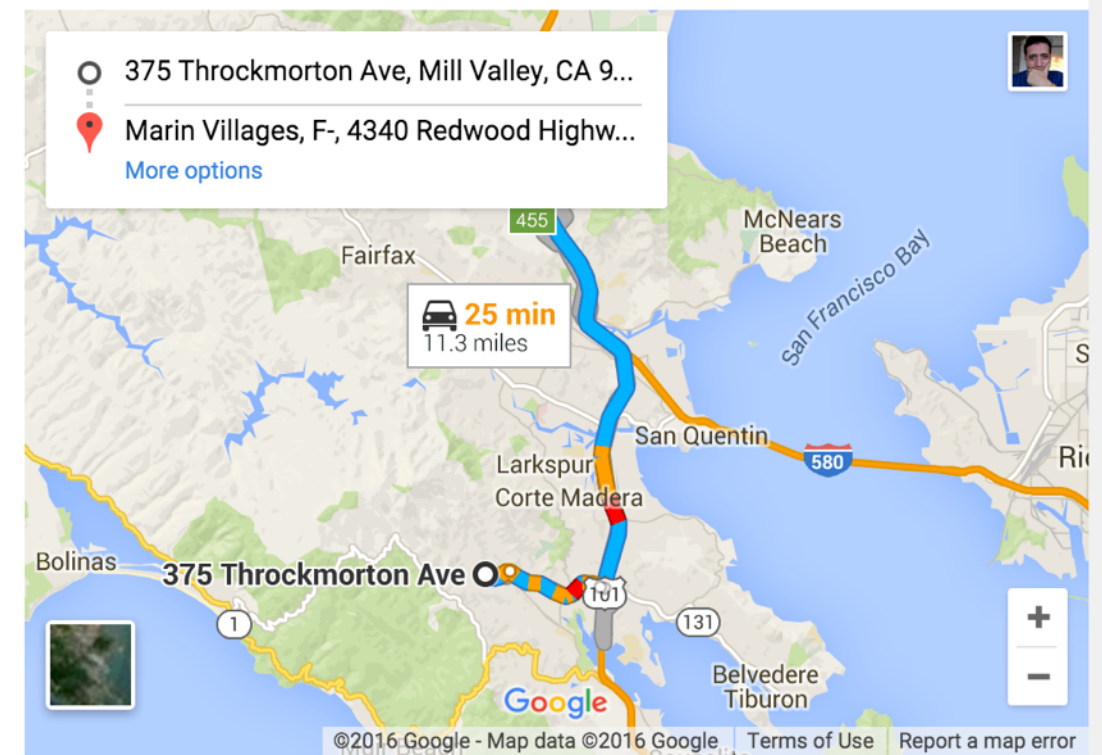 375 Throckmorton Ave, Mill Valley, CA 9...
Marin Villages, F-, 4340 Redwood Highw...
More options
455
McNears
Beach
Fairfax
San Francisco Bay
25 min
11.3 miles
S
San Quentin
580
Ri
Larkspur
Corte Madera
Bolinas
375 Throckmorton Ave
101
131
1
+
−
Belvedere
Tiburon
Google
©2016 Google - Map data ©2016 Google
Terms of Use
Report a map error